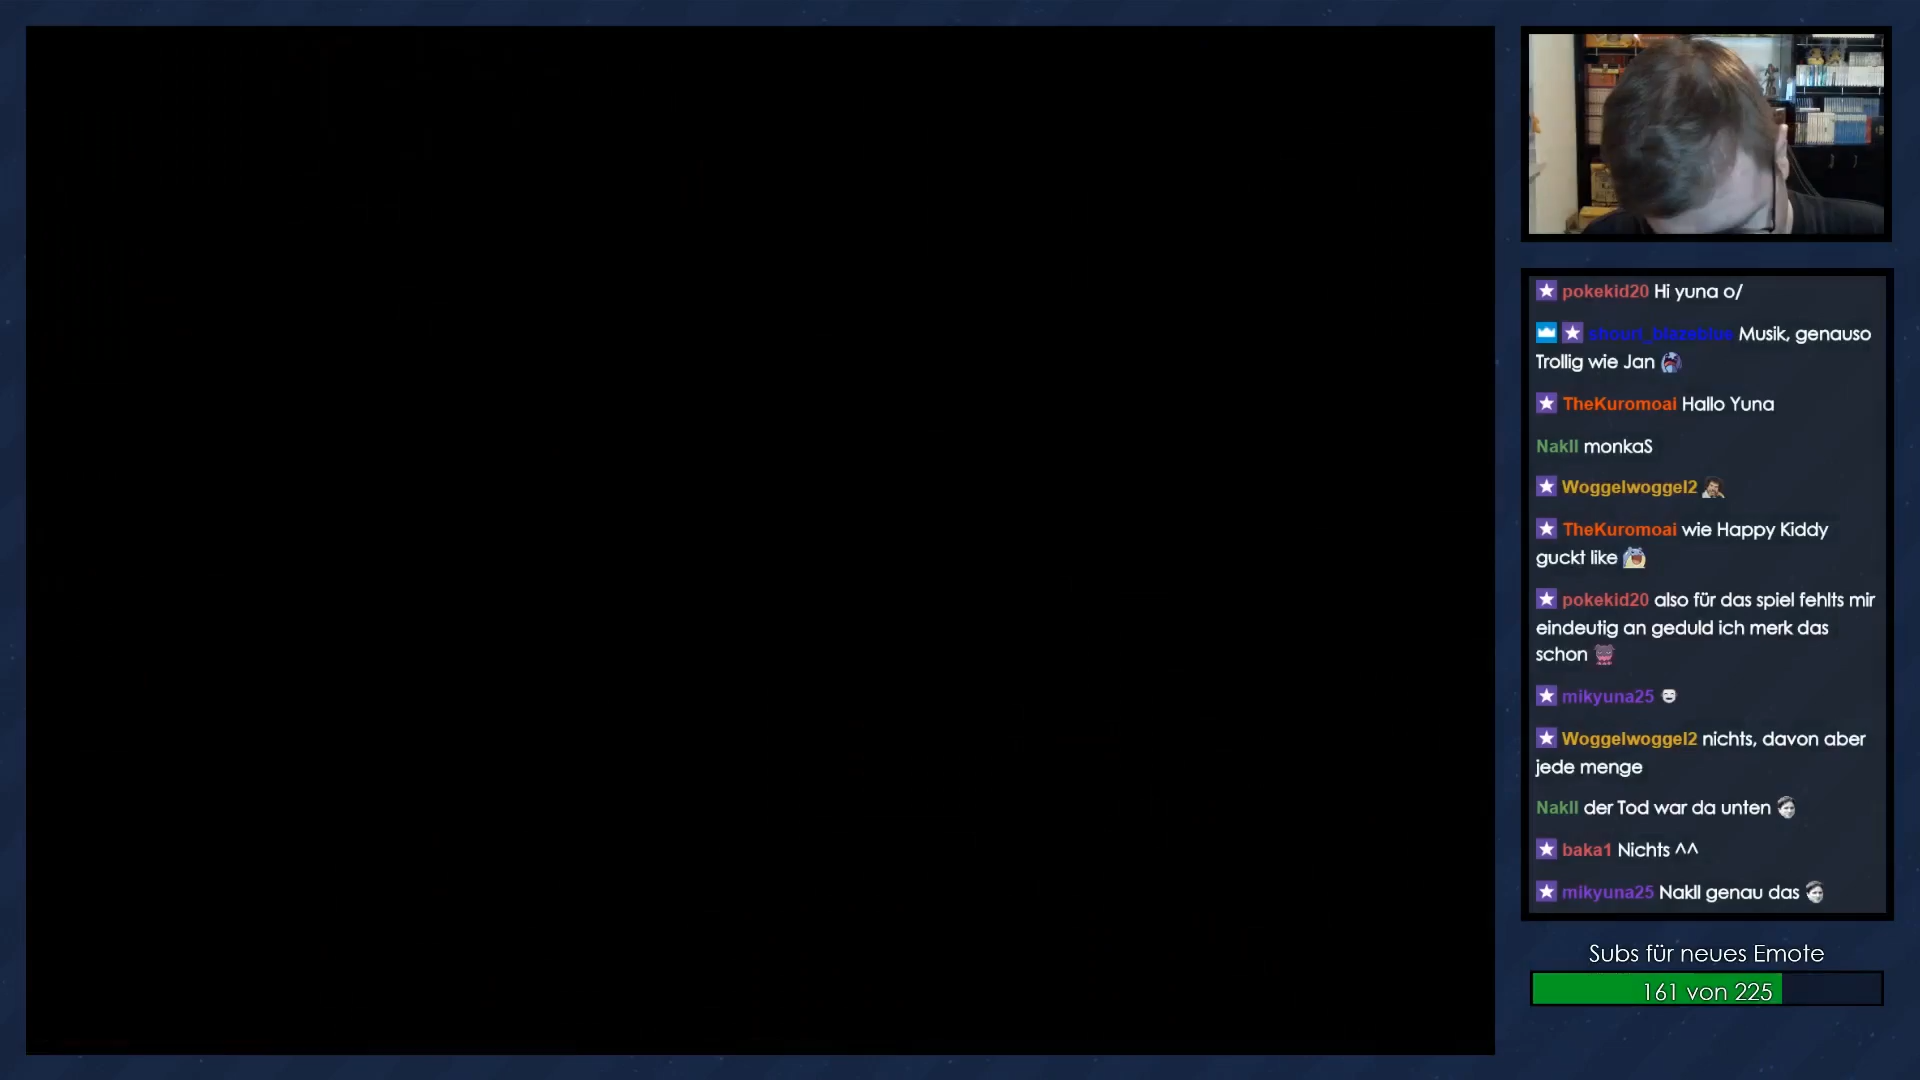 pokekid20 Hi yuna o/
shouri_blazeblue Musik, genauso
Trollig wie Jan
TheKuromoai Hallo Yuna
Nakll monkaS
Woggelwoggel2
TheKuromoai wie Happy Kiddy
guckt like
pokekid20 also für das spiel fehlts mir
eindeutig an geduld ich merk das
schon
mikyuna25
Woggelwoggel2 nichts, davon aber
jede menge
Nakll der Tod war da unten
baka1 Nichts ^^
mikyuna25 Nakll genau das
Subs für neues Emote
161 von 225